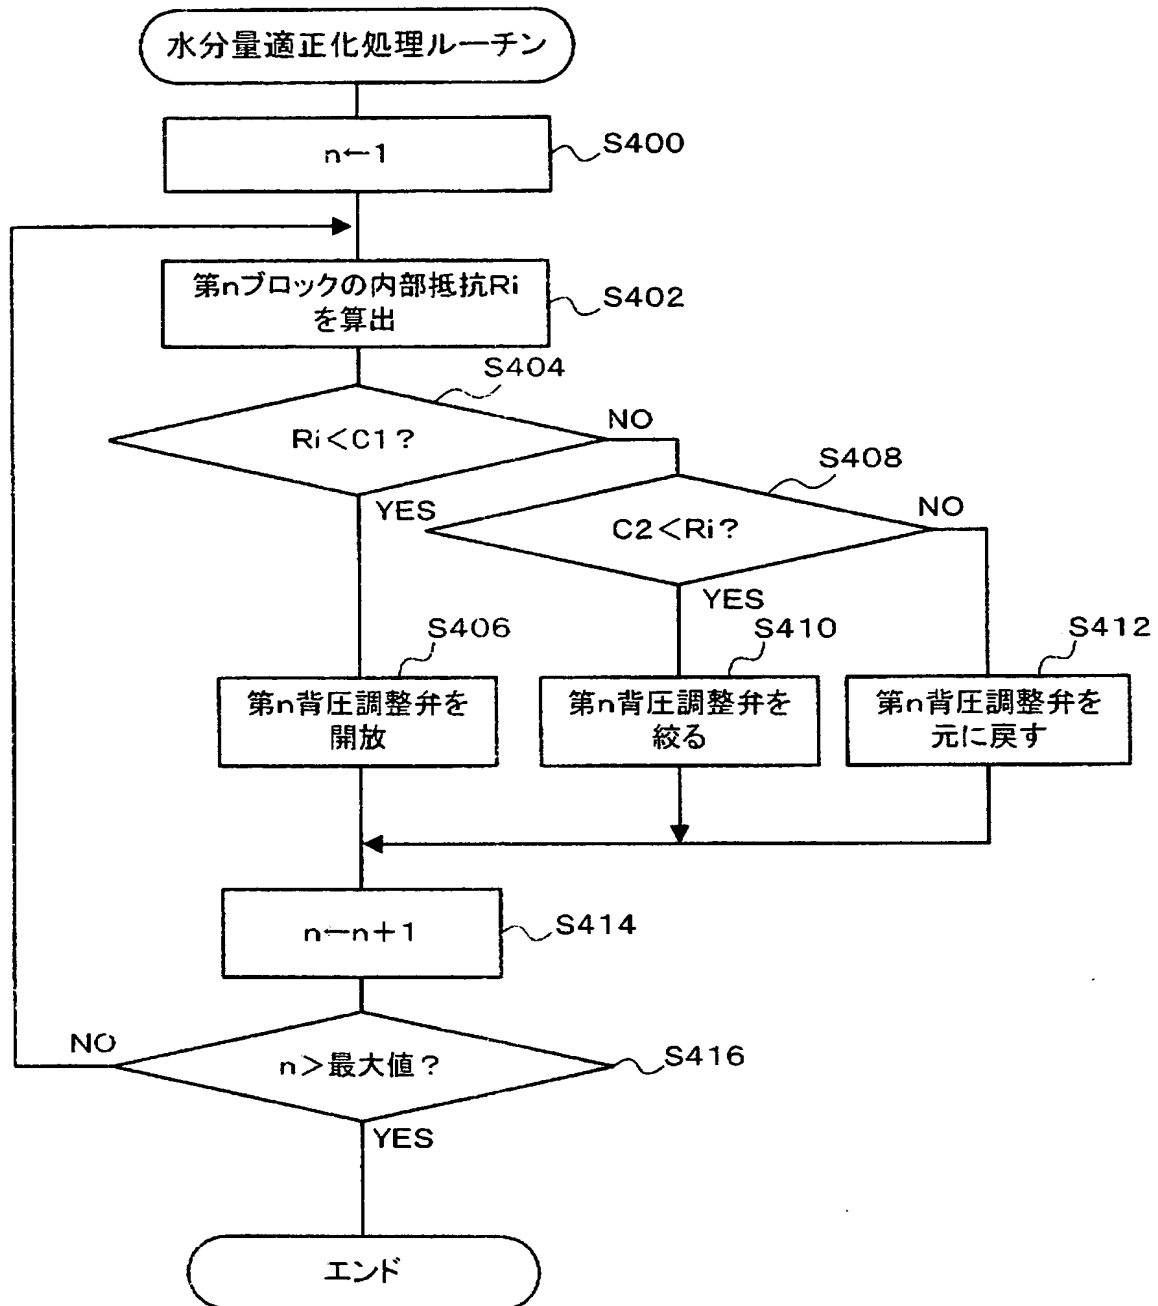 水分量適正化処理ルーチン
n←1
S400
第nブロックの内部抵抗Ri
を算出
S402
S404
Ri<C1?
NO
YES
S408
C2<Ri?
NO
YES
S406
第n背圧調整弁を
開放
S410
第n背圧調整弁を
絞る
S412
第n背圧調整弁を
元に戻す
n←n+1
S414
n>最大値?
S416
NO
YES
エンド